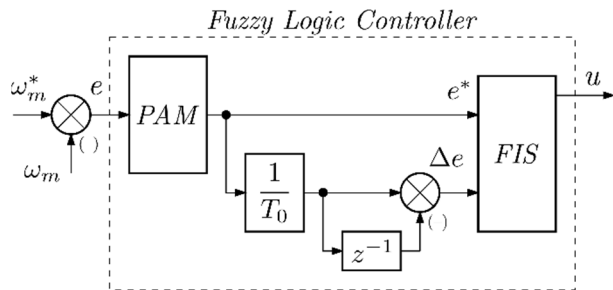 Fuzzy Logic Controller
ω*ₘ
e
PAM
e*
u
( )
ωₘ
1
T₀
Δe
FIS
( )
z⁻¹